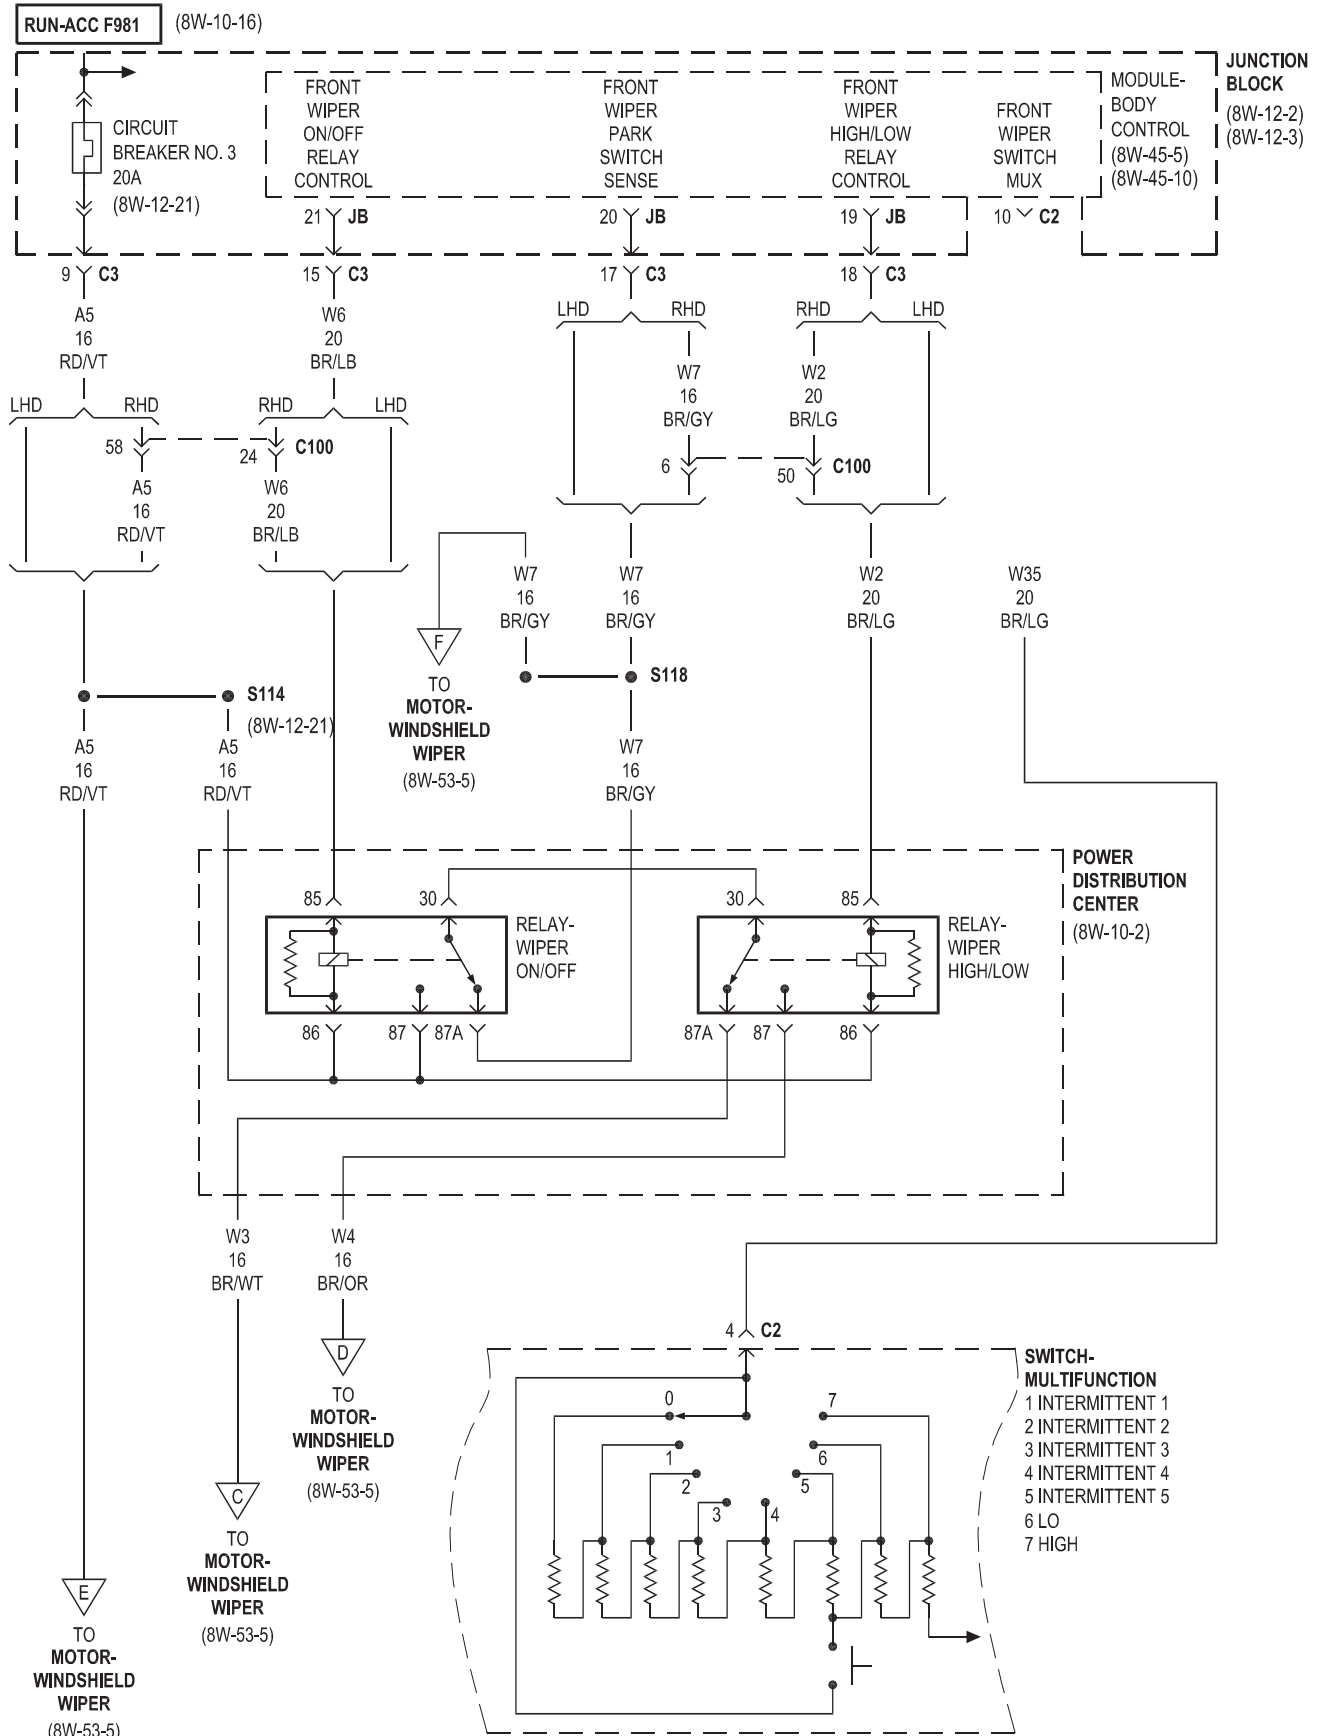 RUN-ACC F981
(8W-10-16)
JUNCTION
BLOCK
(8W-12-2)
(8W-12-3)
MODULE-
BODY
CONTROL
(8W-45-5)
(8W-45-10)
CIRCUIT
BREAKER NO. 3
20A
(8W-12-21)
FRONT
WIPER
ON/OFF
RELAY
CONTROL
FRONT
WIPER
PARK
SWITCH
SENSE
FRONT
WIPER
HIGH/LOW
RELAY
CONTROL
FRONT
WIPER
SWITCH
MUX
21 JB
20 JB
19 JB
10 C2
9 C3
15 C3
17 C3
18 C3
A5
16
RD/VT
W6
20
BR/LB
LHD
RHD
RHD
LHD
LHD
RHD
RHD
LHD
W7
16
BR/GY
W2
20
BR/LG
58
24
C100
6
50
C100
A5
16
RD/VT
W6
20
BR/LB
W7
16
BR/GY
W7
16
BR/GY
W2
20
BR/LG
W35
20
BR/LG
F
TO
MOTOR-
WINDSHIELD
WIPER
(8W-53-5)
S118
S114
(8W-12-21)
A5
16
RD/VT
A5
16
RD/VT
W7
16
BR/GY
POWER
DISTRIBUTION
CENTER
(8W-10-2)
85
30
30
85
RELAY-
WIPER
ON/OFF
RELAY-
WIPER
HIGH/LOW
86
87
87A
87A
87
86
W3
16
BR/WT
W4
16
BR/OR
D
TO
MOTOR-
WINDSHIELD
WIPER
(8W-53-5)
C
TO
MOTOR-
WINDSHIELD
WIPER
(8W-53-5)
E
TO
MOTOR-
WINDSHIELD
WIPER
(8W-53-5)
4 C2
SWITCH-
MULTIFUNCTION
1 INTERMITTENT 1
2 INTERMITTENT 2
3 INTERMITTENT 3
4 INTERMITTENT 4
5 INTERMITTENT 5
6 LO
7 HIGH
0
7
1
6
2
5
3
4